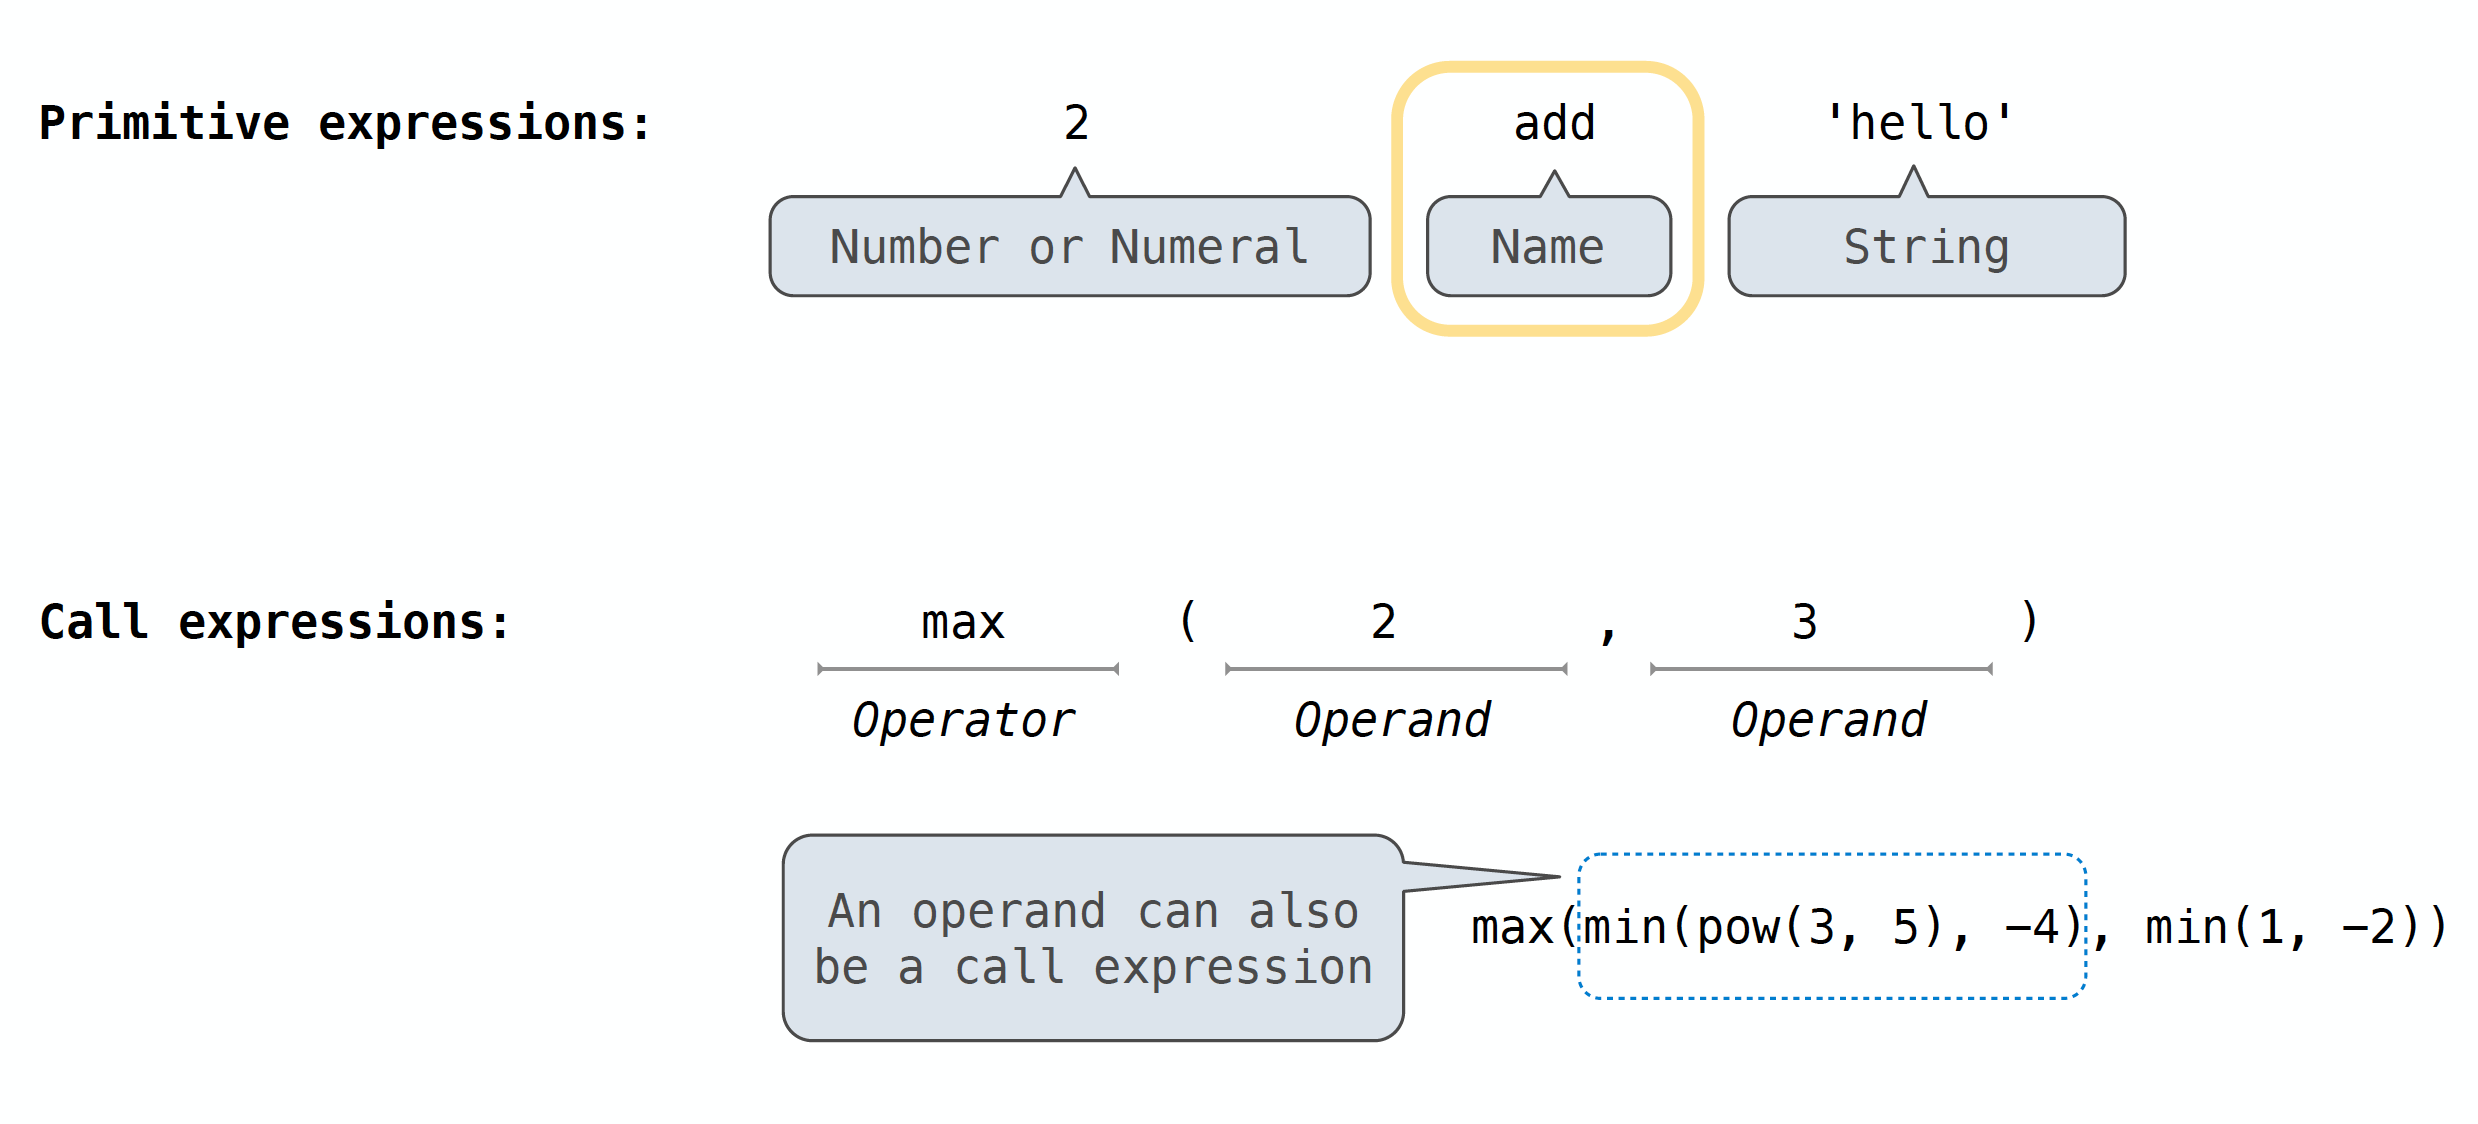 Primitive expressions: 2 add 'hello'
Number or Numeral Name String
Call expressions: max ( 2 , 3 )
Operator Operand Operand
An operand can also
be a call expression
max(min(pow(3, 5), −4), min(1, −2))